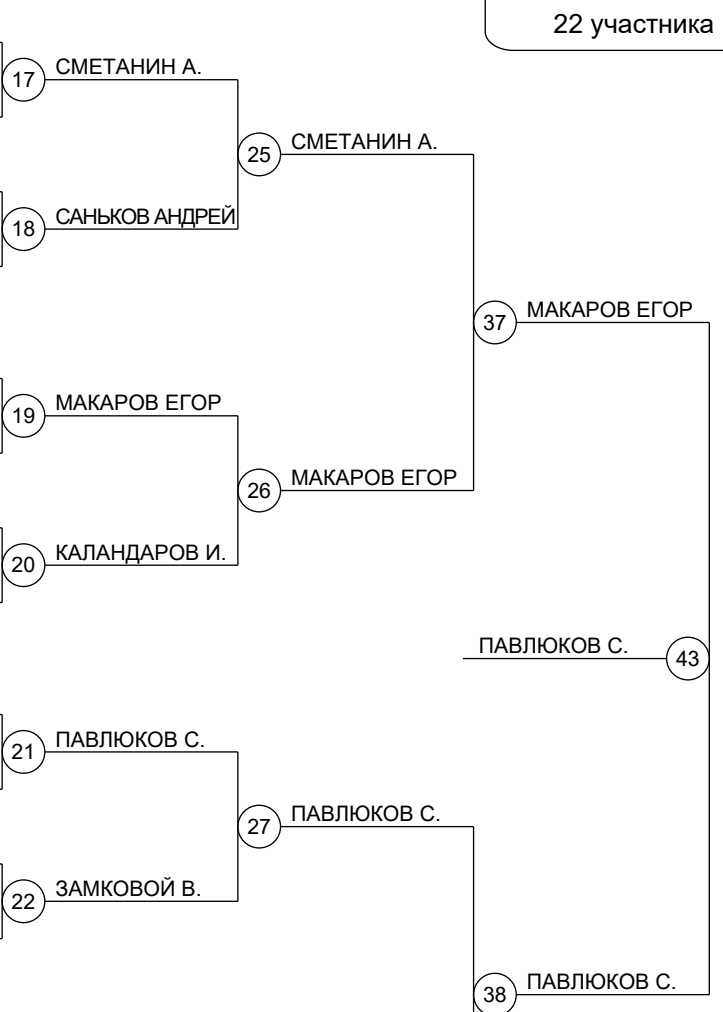 22 участника
17 СМЕТАНИН А.
25 СМЕТАНИН А.
18 САНЬКОВ АНДРЕЙ
37 МАКАРОВ ЕГОР
19 МАКАРОВ ЕГОР
26 МАКАРОВ ЕГОР
20 КАЛАНДАРОВ И.
ПАВЛЮКОВ С. 43
21 ПАВЛЮКОВ С.
27 ПАВЛЮКОВ С.
22 ЗАМКОВОЙ В.
38 ПАВЛЮКОВ С.